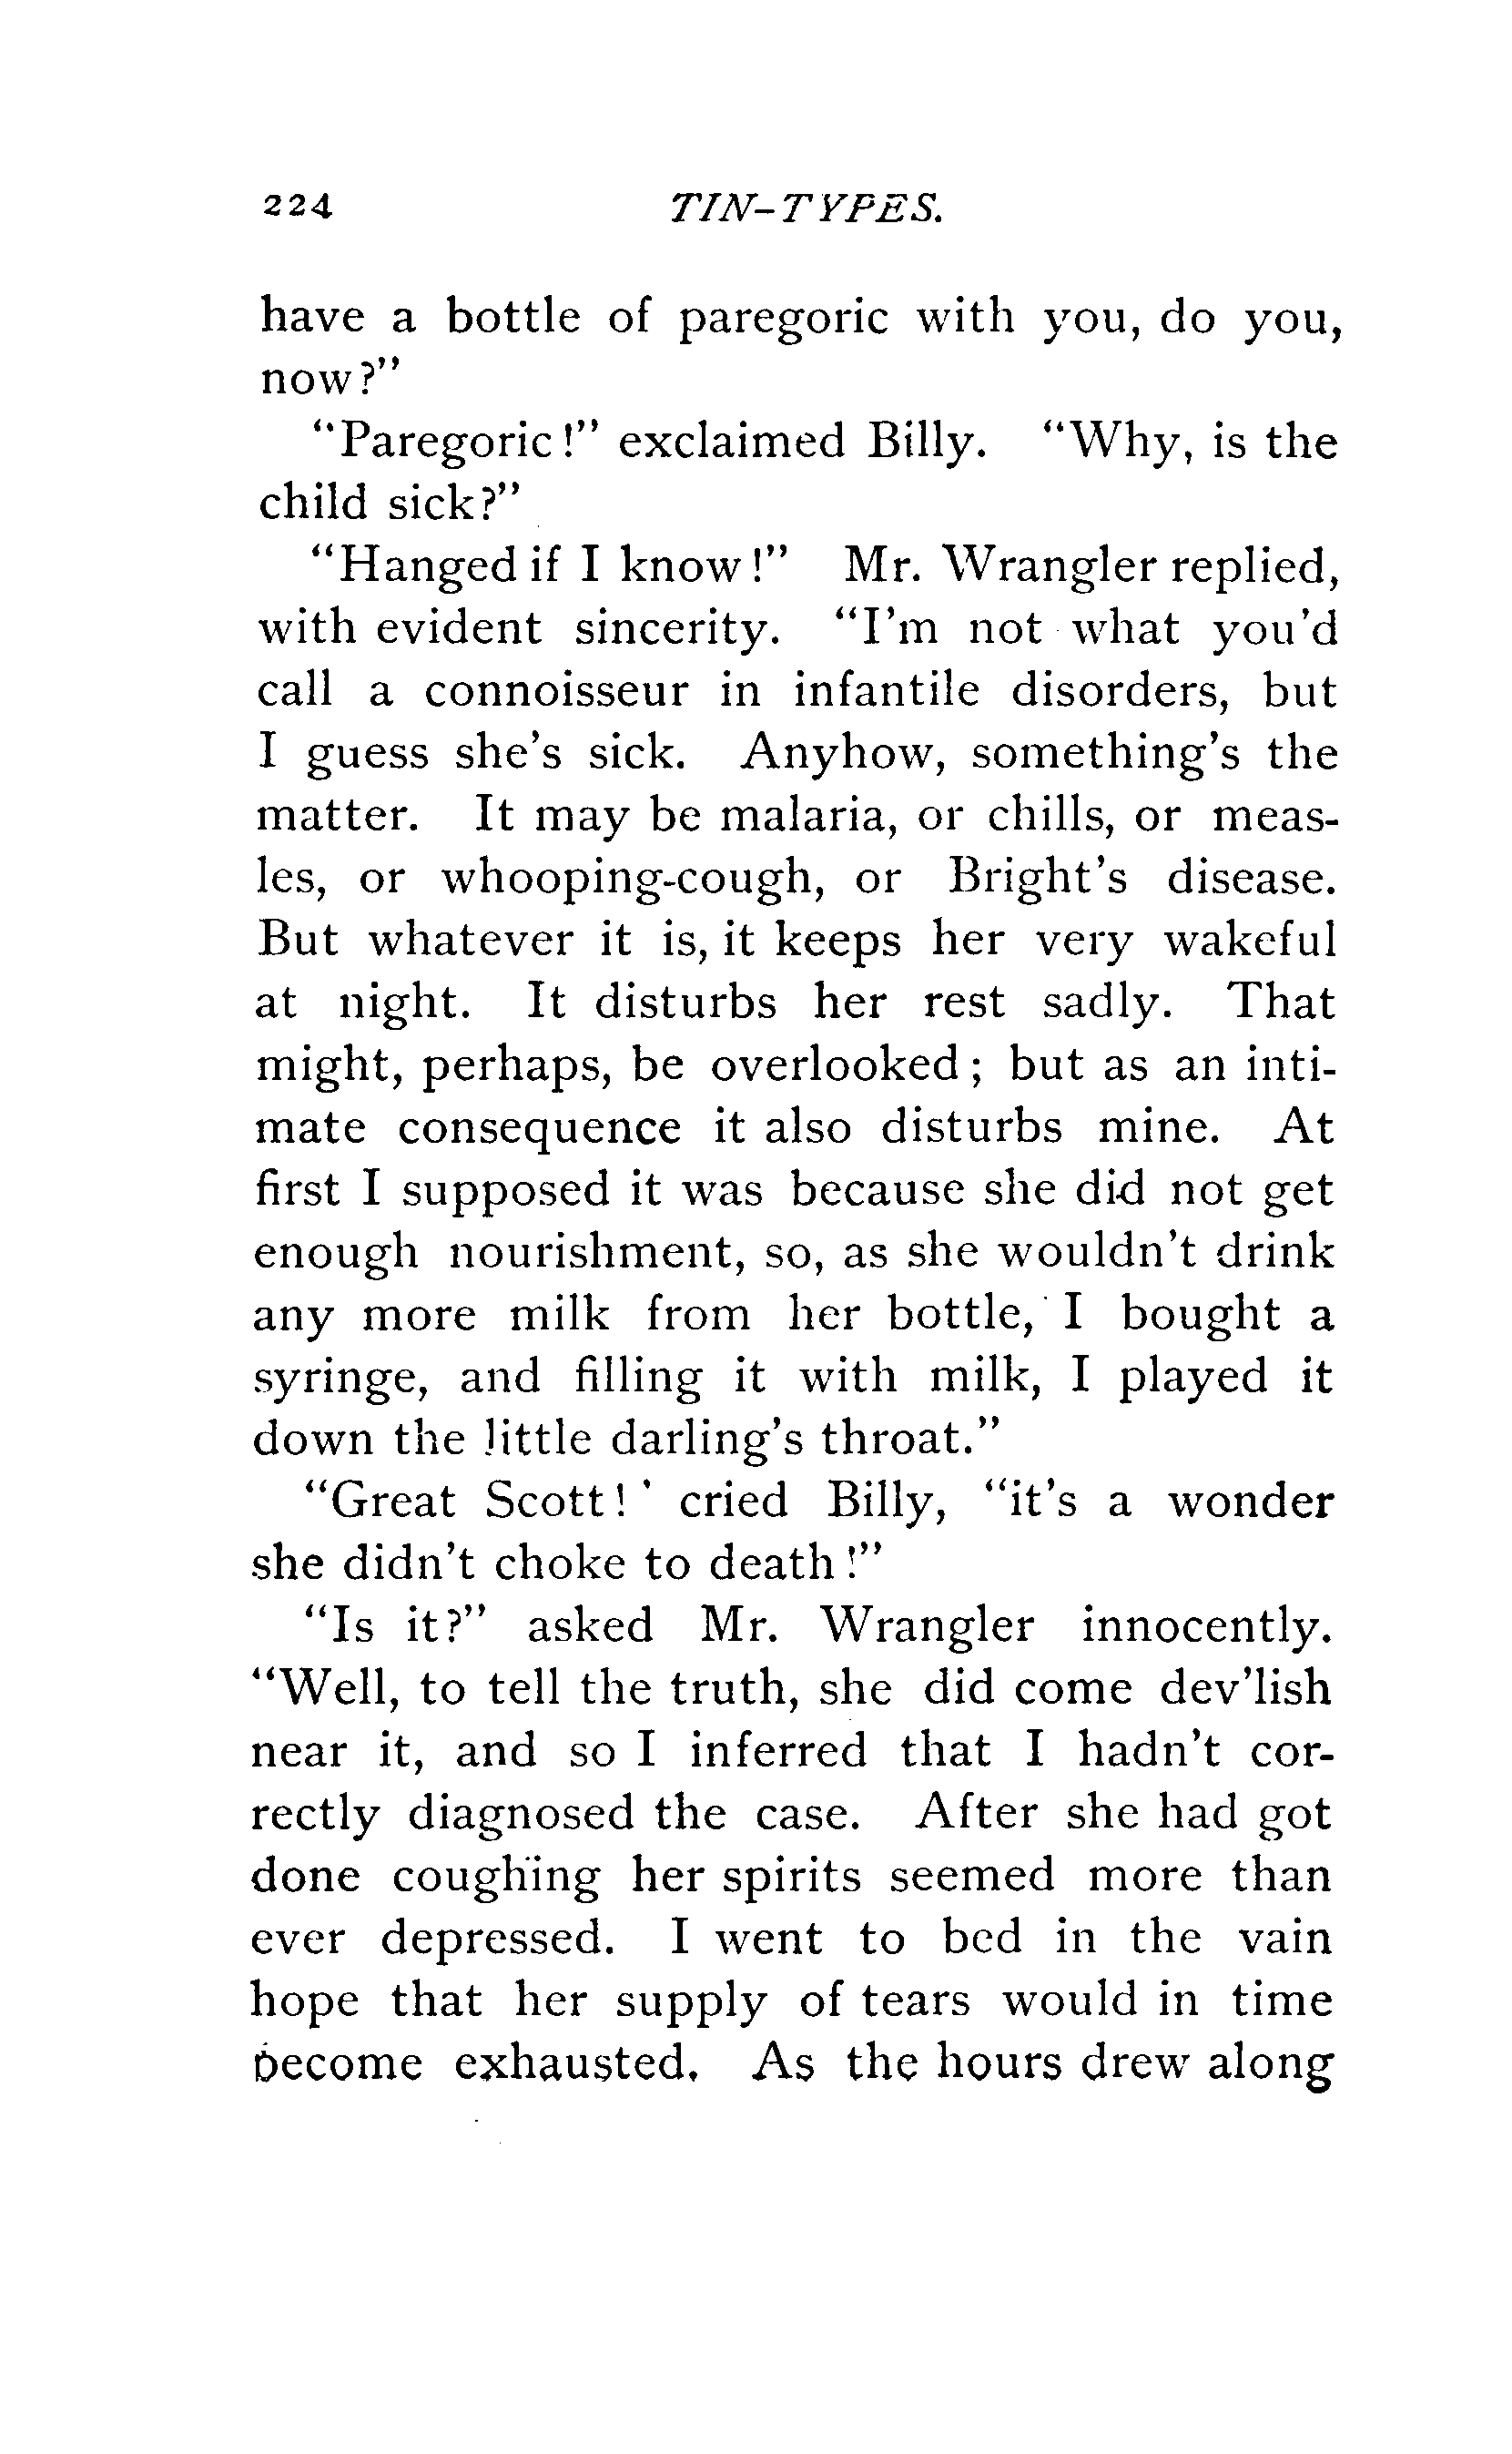 224 TIN-TYPES.
have a bottle of paregoric with you, do you,
now?"
"Paregoric!" exclaimed Billy. "Why, is the
child sick?"
"Hanged if I know!" Mr. Wrangler replied,
with evident sincerity. "I'm not what you'd
call a connoisseur in infantile disorders, but
I guess she's sick. Anyhow, something's the
matter. It may be malaria, or chills, or meas-
les, or whooping-cough, or Bright's disease.
But whatever it is, it keeps her very wakeful
at night. It disturbs her rest sadly. That
might, perhaps, be overlooked; but as an inti-
mate consequence it also disturbs mine. At
first I supposed it was because she did not get
enough nourishment, so, as she wouldn't drink
any more milk from her bottle, I bought a
syringe, and filling it with milk, I played it
down the little darling's throat."
"Great Scott!' cried Billy, "it's a wonder
she didn't choke to death!"
"Is it?" asked Mr. Wrangler innocently.
"Well, to tell the truth, she did come dev'lish
near it, and so I inferred that I hadn't cor-
rectly diagnosed the case. After she had got
done coughing her spirits seemed more than
ever depressed. I went to bed in the vain
hope that her supply of tears would in time
become exhausted. As the hours drew along